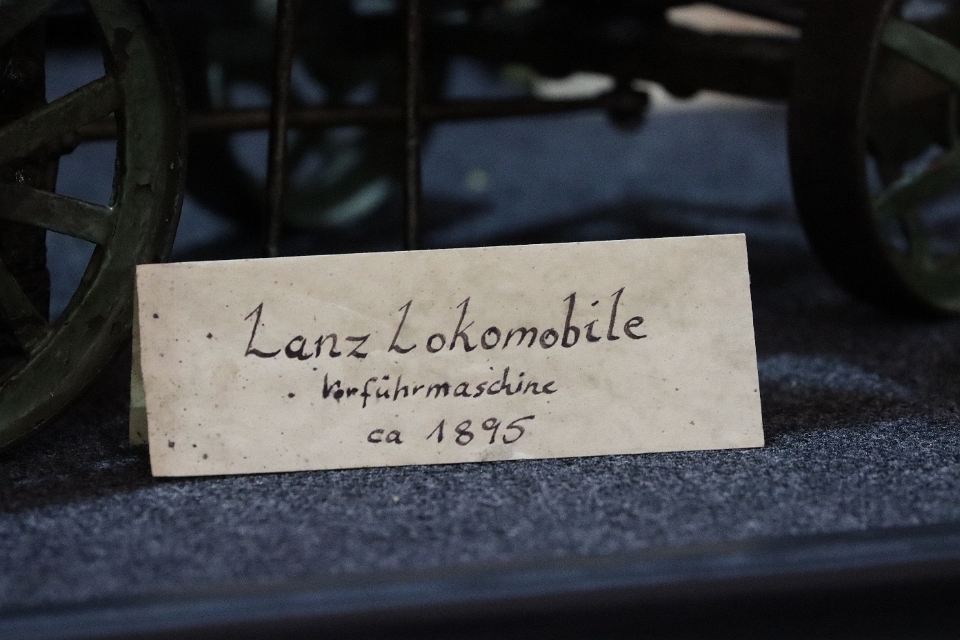 Lanz Lokomobile
Vorführmaschine
ca 1895